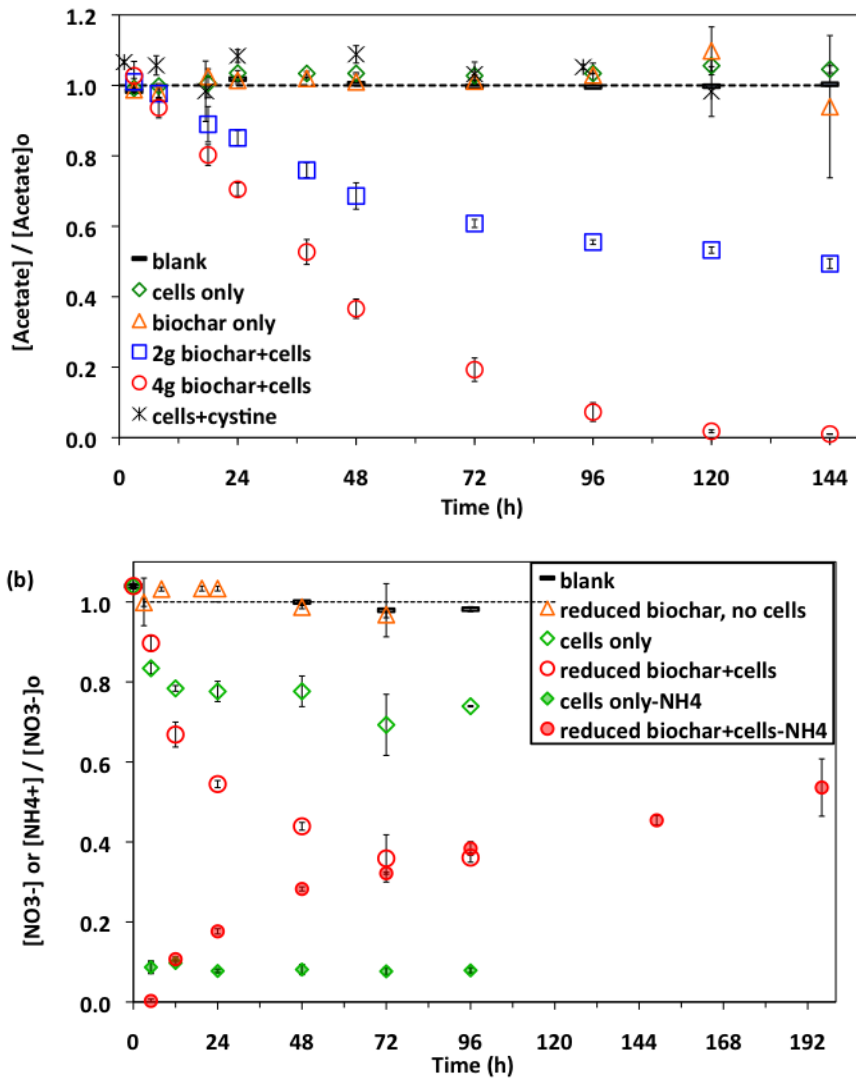 1.2
1.0
0.8
0.6
0.4
0.2
0.0
[Acetate] / [Acetate]o
blank
cells only
biochar only
2g biochar+cells
4g biochar+cells
cells+cystine
0 24 48 72 96 120 144
Time (h)
(b)
1.0
0.8
0.6
0.4
0.2
0.0
[NO3-] or [NH4+] / [NO3-]o
blank
reduced biochar, no cells
cells only
reduced biochar+cells
cells only-NH4
reduced biochar+cells-NH4
0 24 48 72 96 120 144 168 192
Time (h)